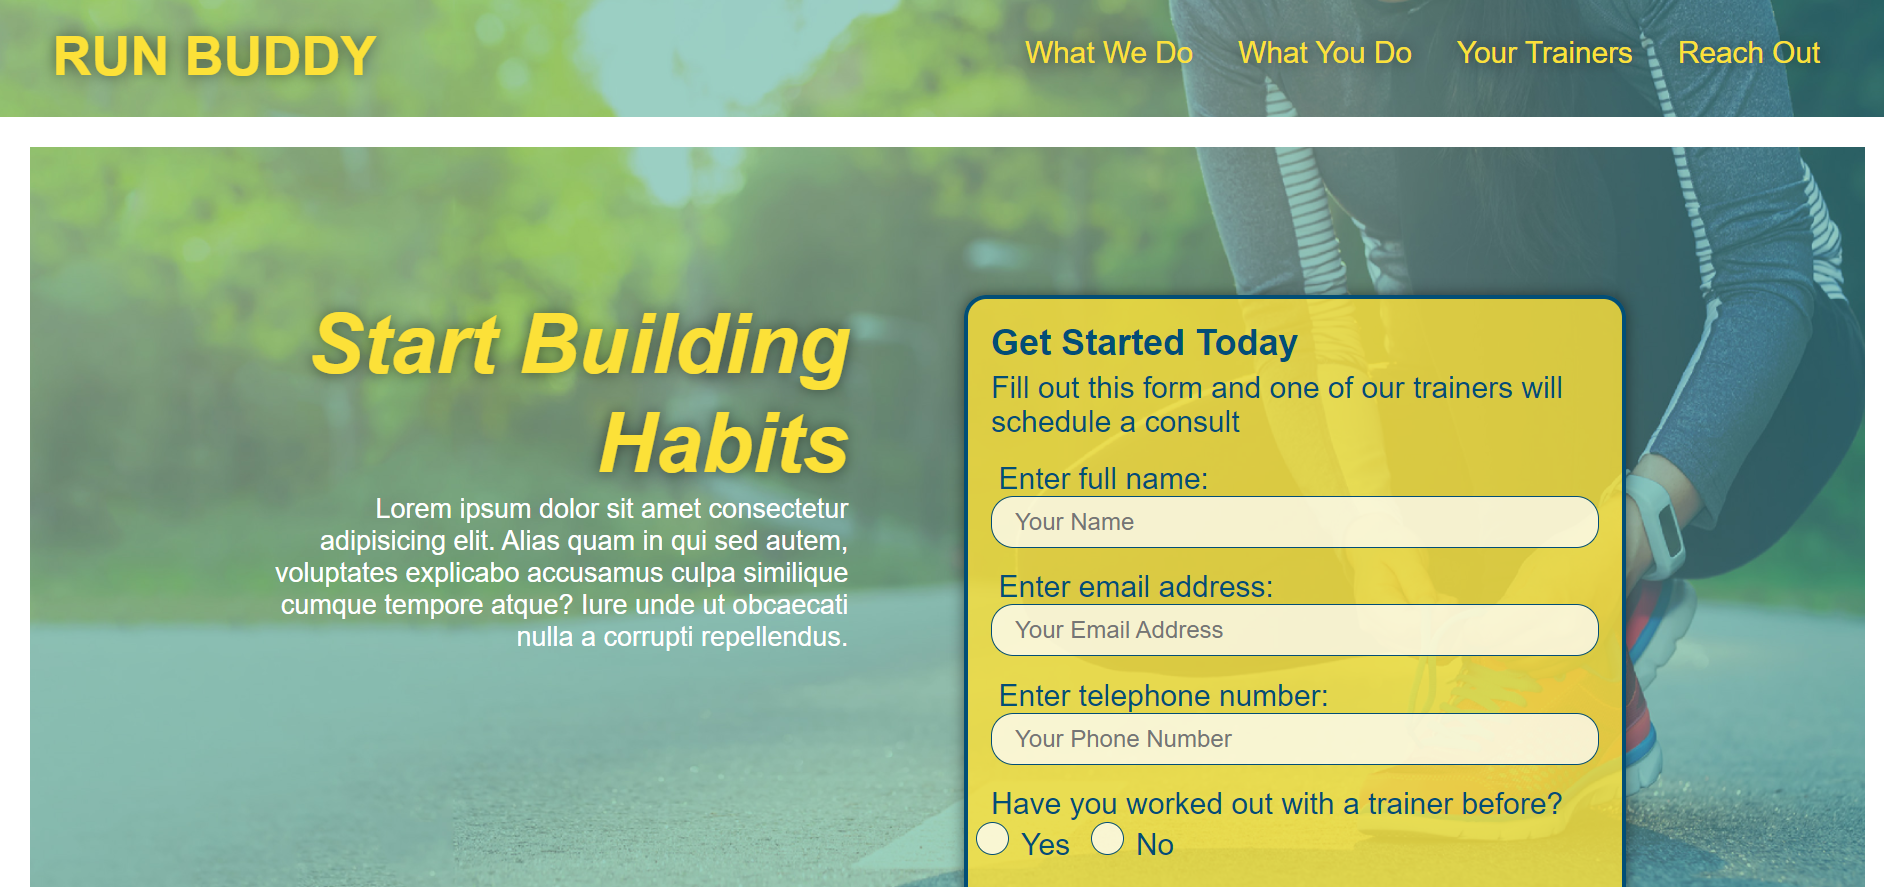 RUN BUDDY
What We Do What You Do Your Trainers Reach Out
Start Building
Habits
Lorem ipsum dolor sit amet consectetur
adipisicing elit. Alias quam in qui sed autem,
voluptates explicabo accusamus culpa similique
cumque tempore atque? Iure unde ut obcaecati
nulla a corrupti repellendus.
Get Started Today
Fill out this form and one of our trainers will
schedule a consult
Enter full name:
Your Name
Enter email address:
Your Email Address
Enter telephone number:
Your Phone Number
Have you worked out with a trainer before?
Yes No